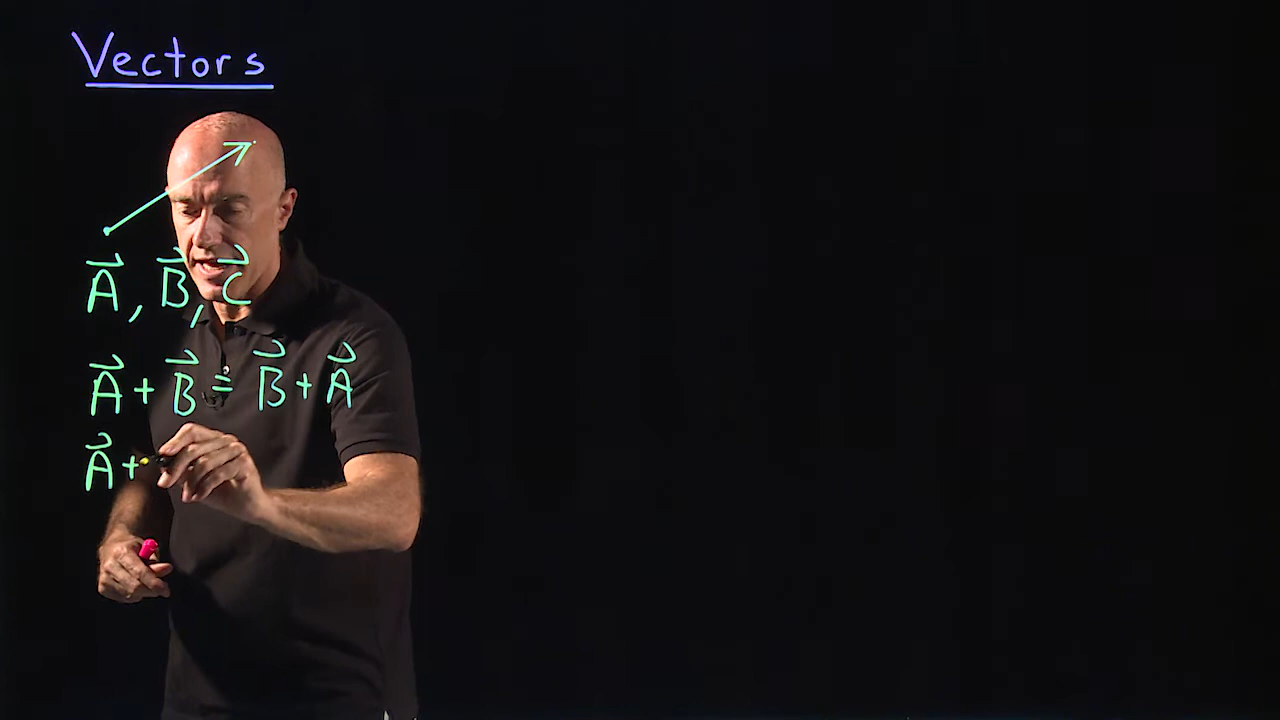 Vectors
A⃗, B⃗, C⃗
A⃗ + B⃗ = B⃗ + A⃗
A⃗ +